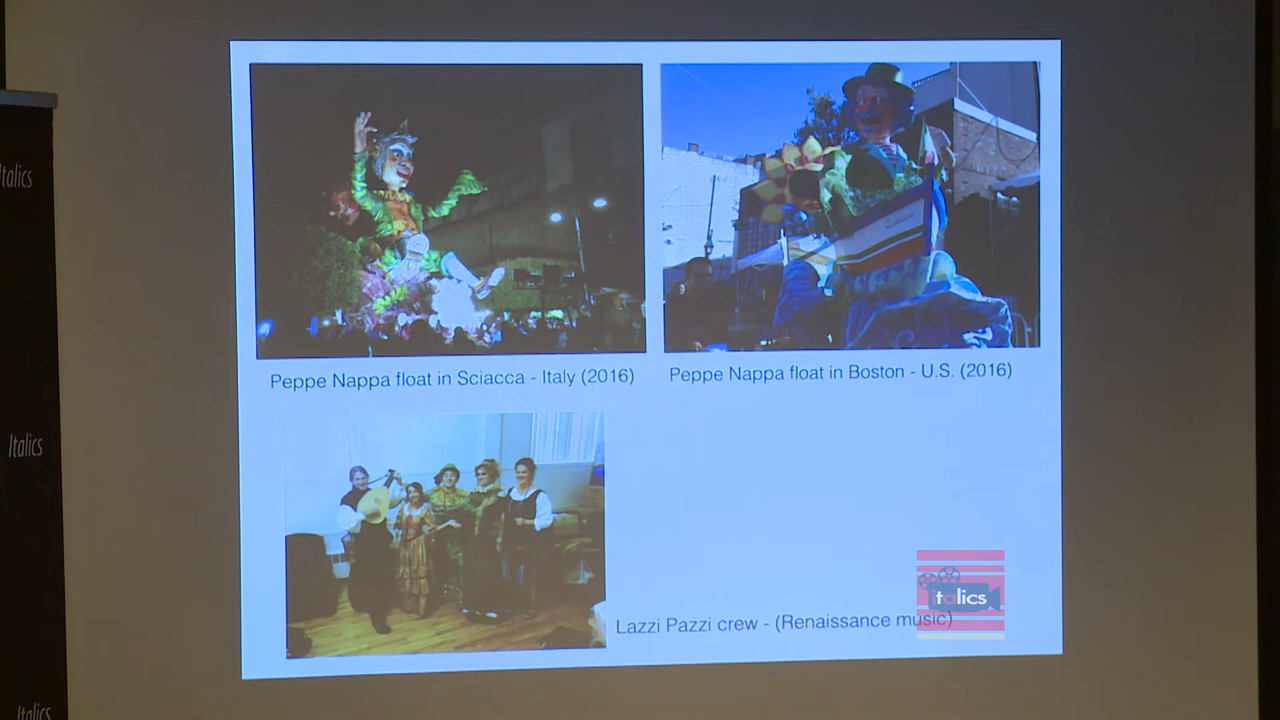 Italics
Peppe Nappa float in Sciacca - Italy (2016)
Peppe Nappa float in Boston - U.S. (2016)
Italics
Lazzi Pazzi crew - (Renaissance music)
italics
Italics